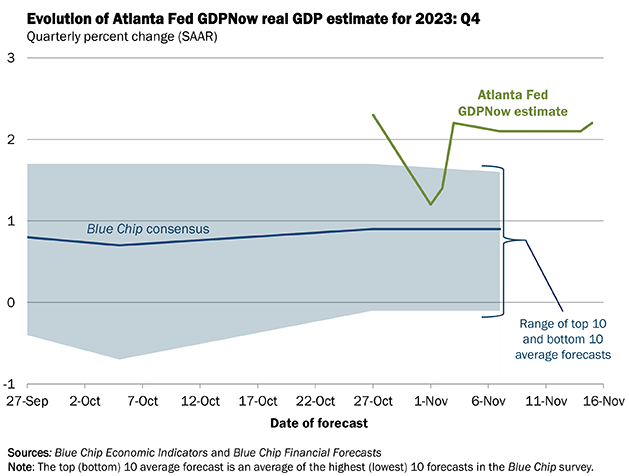 Evolution of Atlanta Fed GDPNow real GDP estimate for 2023: Q4
Quarterly percent change (SAAR)
3
2
1
0
-1
Atlanta Fed
GDPNow estimate
Blue Chip consensus
Range of top 10
and bottom 10
average forecasts
27-Sep 2-Oct 7-Oct 12-Oct 17-Oct 22-Oct 27-Oct 1-Nov 6-Nov 11-Nov 16-Nov
Date of forecast
Sources: Blue Chip Economic Indicators and Blue Chip Financial Forecasts
Note: The top (bottom) 10 average forecast is an average of the highest (lowest) 10 forecasts in the Blue Chip survey.